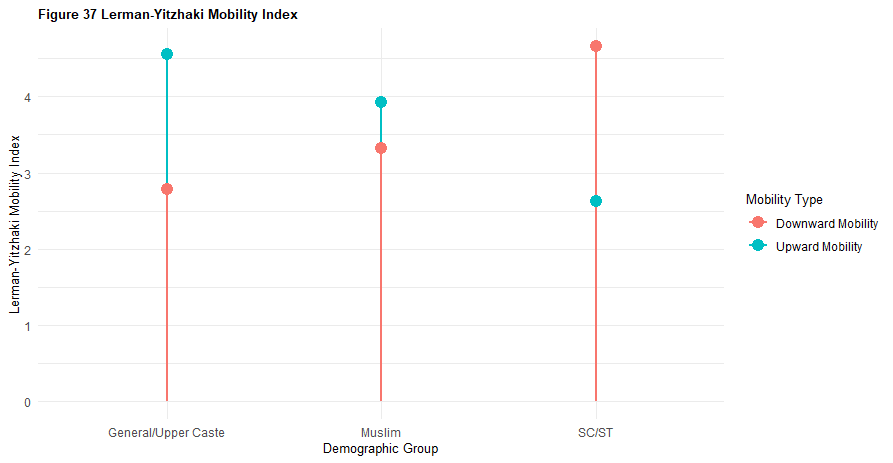 Figure 37 Lerman-Yitzhaki Mobility Index
Lerman-Yitzhaki Mobility Index
4
3
2
1
0
General/Upper Caste
Muslim
SC/ST
Demographic Group
Mobility Type
Downward Mobility
Upward Mobility